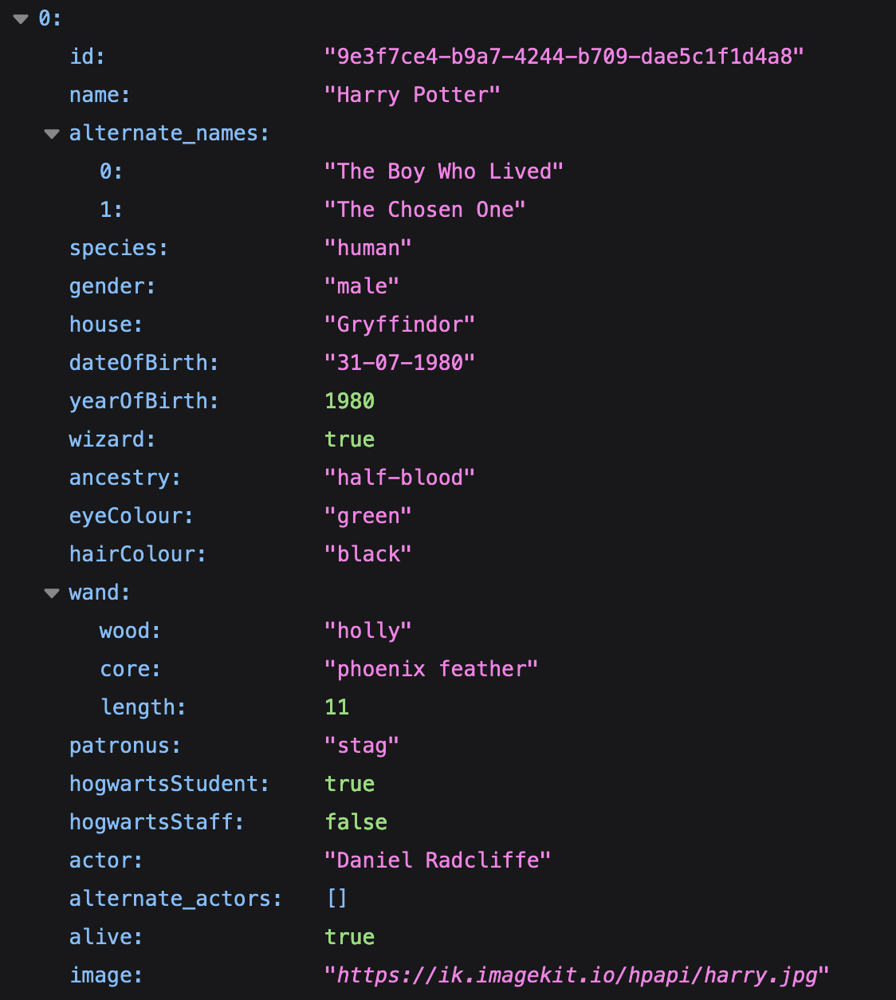 0:
id: "9e3f7ce4-b9a7-4244-b709-dae5c1f1d4a8"
name: "Harry Potter"
alternate_names:
0: "The Boy Who Lived"
1: "The Chosen One"
species: "human"
gender: "male"
house: "Gryffindor"
dateOfBirth: "31-07-1980"
yearOfBirth: 1980
wizard: true
ancestry: "half-blood"
eyeColour: "green"
hairColour: "black"
wand:
wood: "holly"
core: "phoenix feather"
length: 11
patronus: "stag"
hogwartsStudent: true
hogwartsStaff: false
actor: "Daniel Radcliffe"
alternate_actors: []
alive: true
image: "https://ik.imagekit.io/hpapi/harry.jpg"